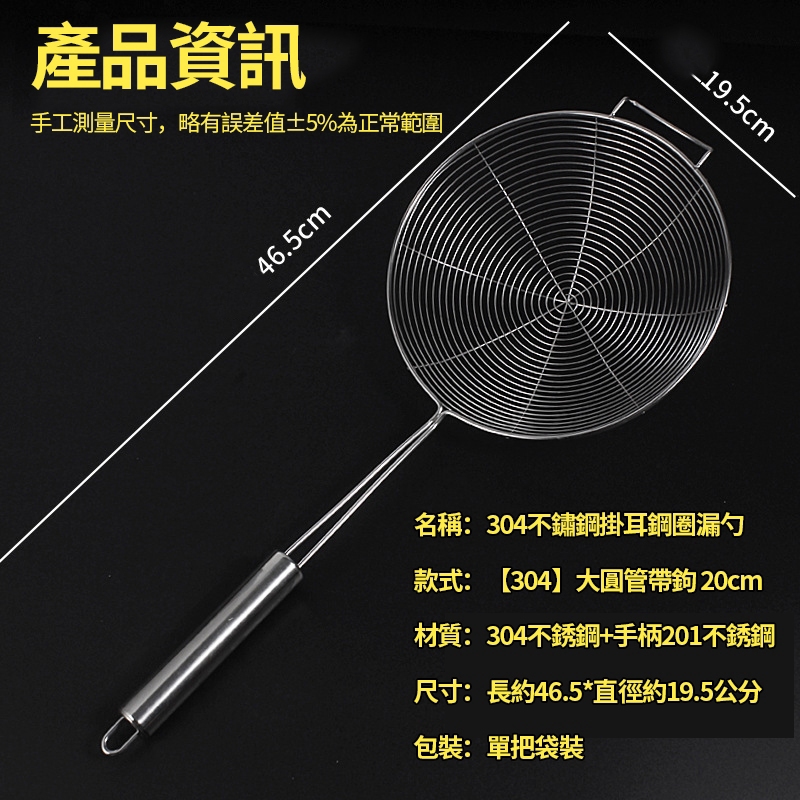 產品資訊
手工測量尺寸，略有誤差值±5%為正常範圍
19.5cm
46.5cm
名稱：304不鏽鋼掛耳鋼圈漏勺
款式：【304】大圓管帶鉤 20cm
材質：304不銹鋼+手柄201不銹鋼
尺寸：長約46.5*直徑約19.5公分
包裝：單把袋裝